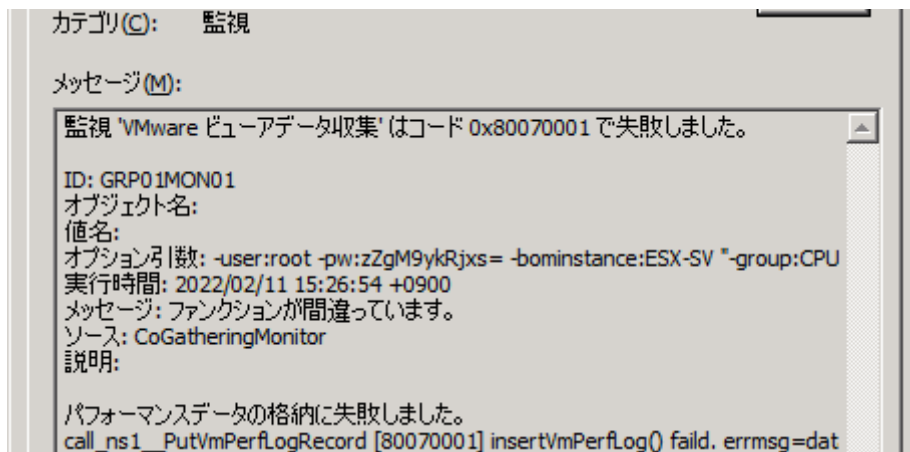 カテゴリ(C): 監視
メッセージ(M):
監視 'VMware ビューアデータ収集' はコード 0x80070001 で失敗しました。
ID: GRP01MON01
オブジェクト名:
値名:
オプション引数: -user:root -pw:zZgM9ykRjxs= -bominstance:ESX-SV "-group:CPU
実行時間: 2022/02/11 15:26:54 +0900
メッセージ: ファンクションが間違っています。
ソース: CoGatheringMonitor
説明:
パフォーマンスデータの格納に失敗しました。
call_ns1__PutVmPerfLogRecord [80070001] insertVmPerfLog() faild. errmsg=dat